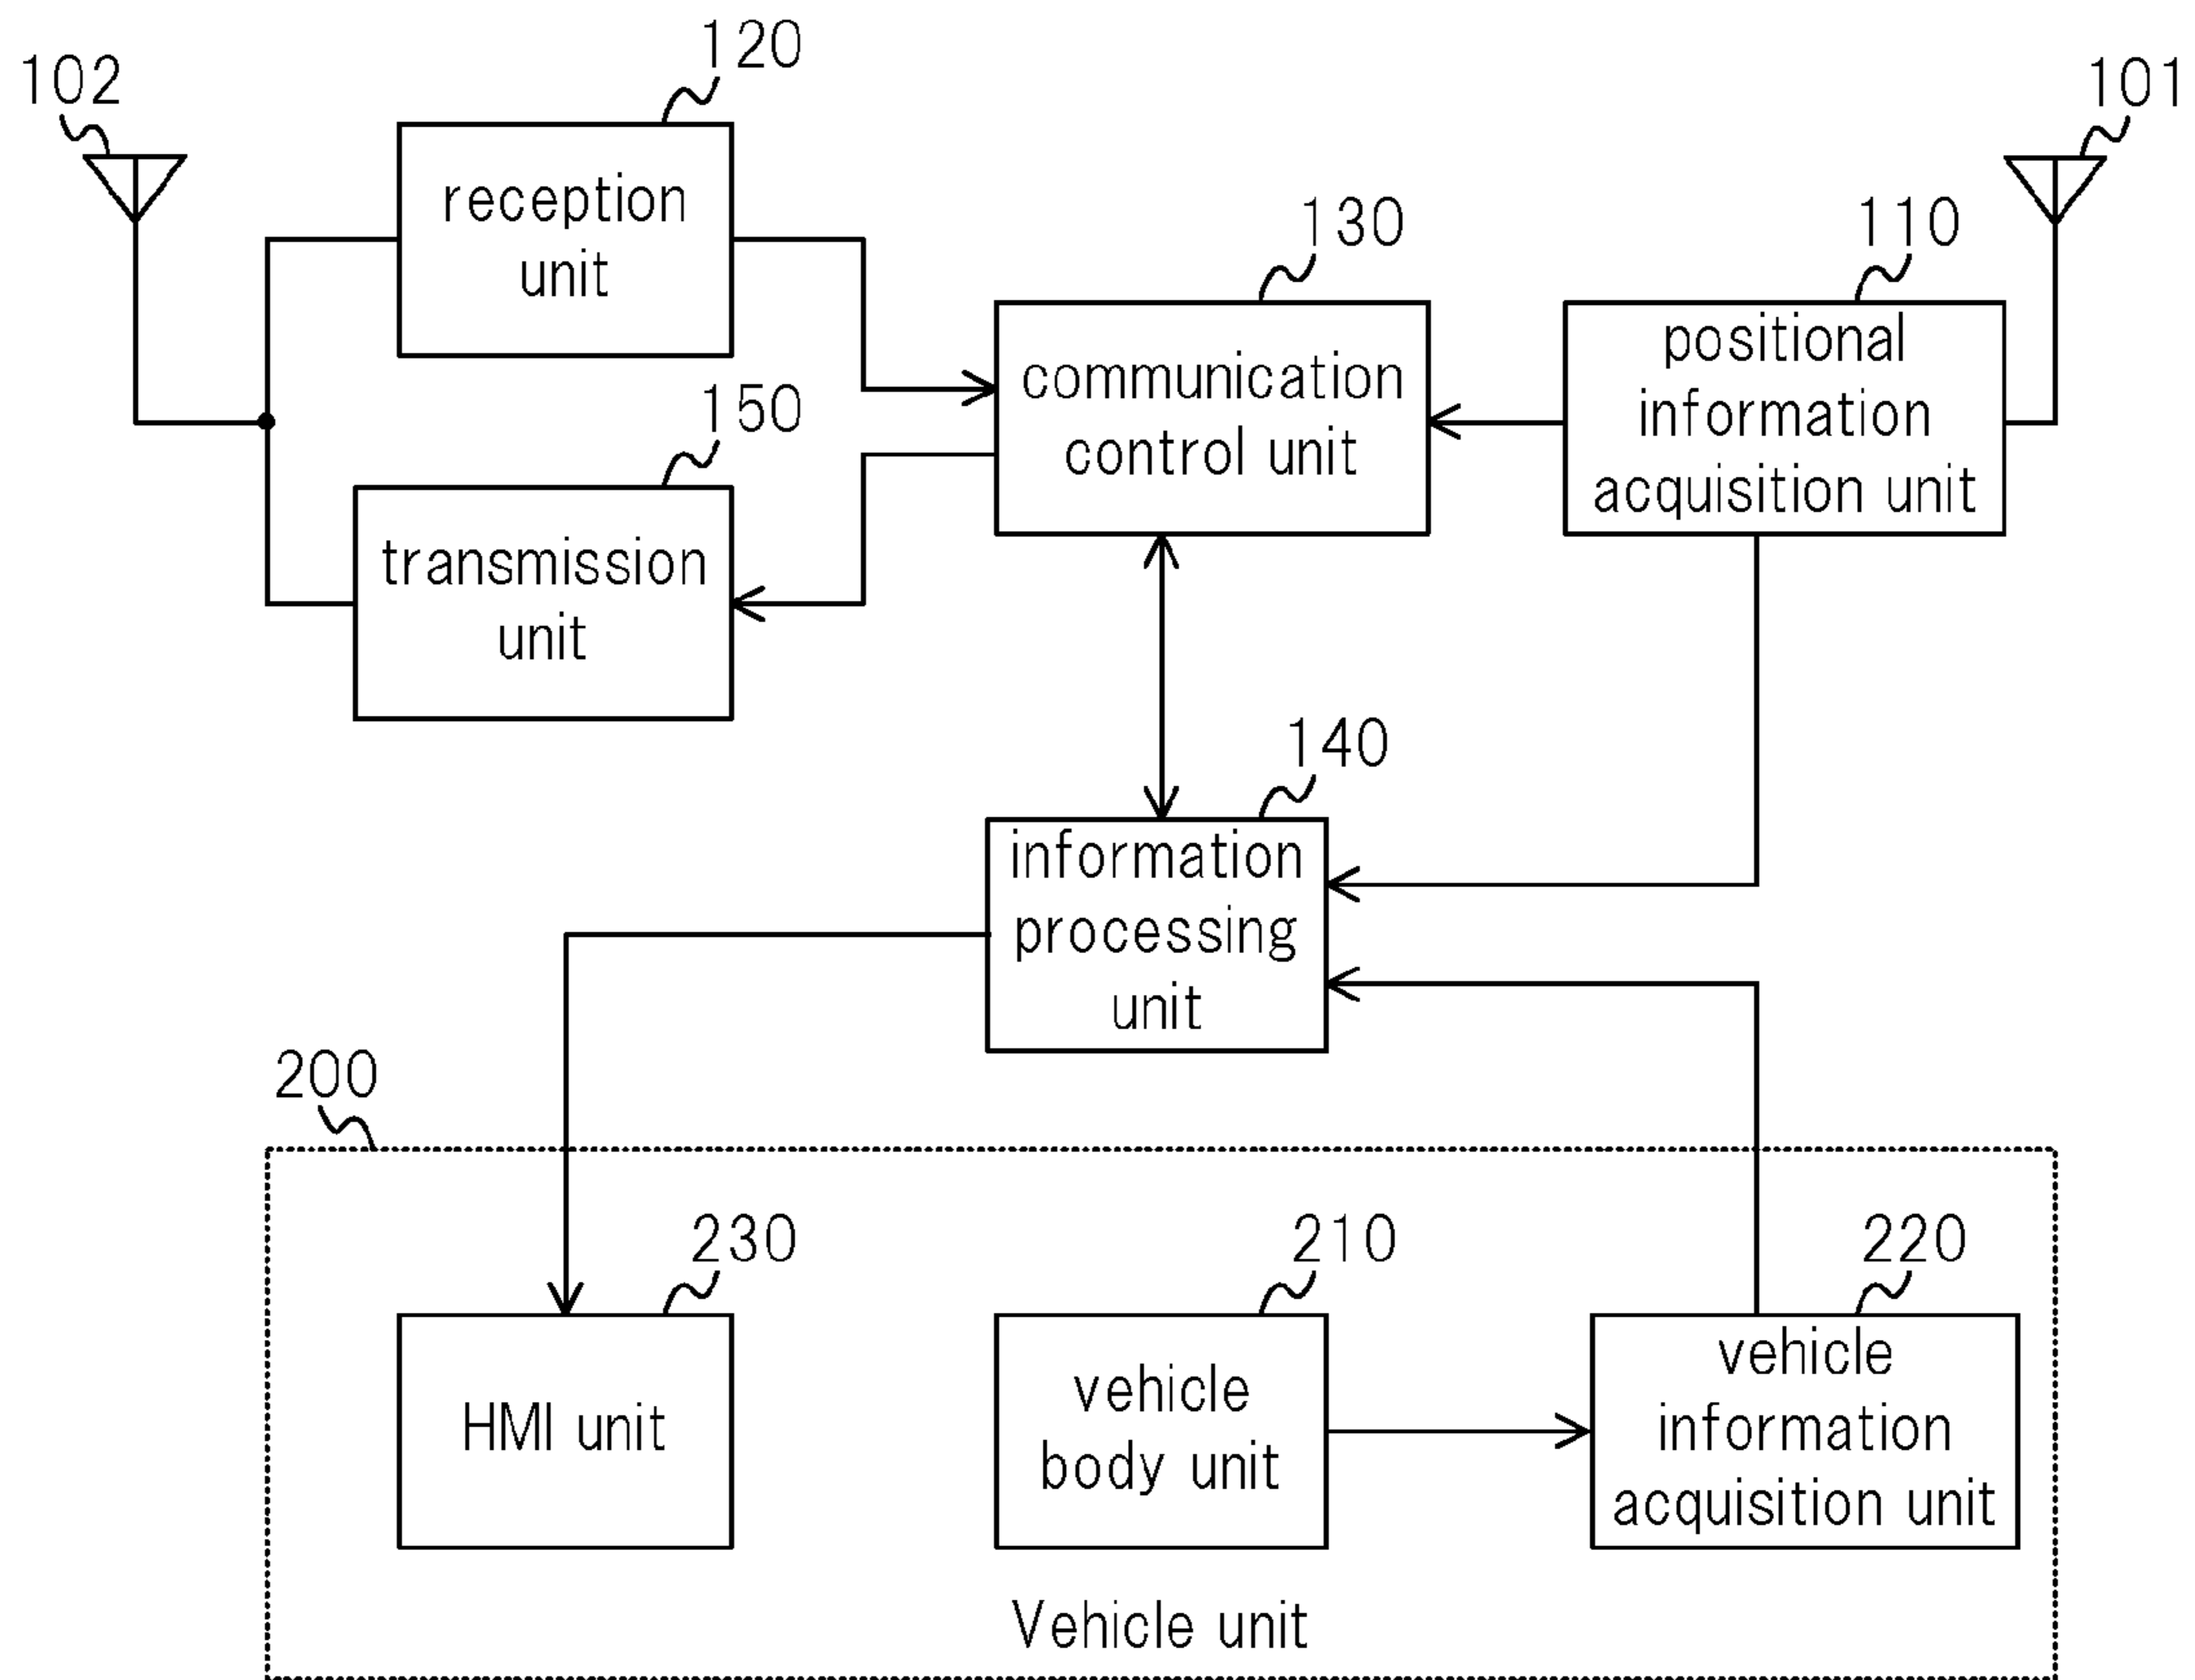 120
102
101
reception
unit
130
110
positional
information
acquisition unit
communication
control unit
150
transmission
unit
140
information
processing
unit
200
230
210
220
HMI unit
vehicle
body unit
vehicle
information
acquisition unit
Vehicle unit